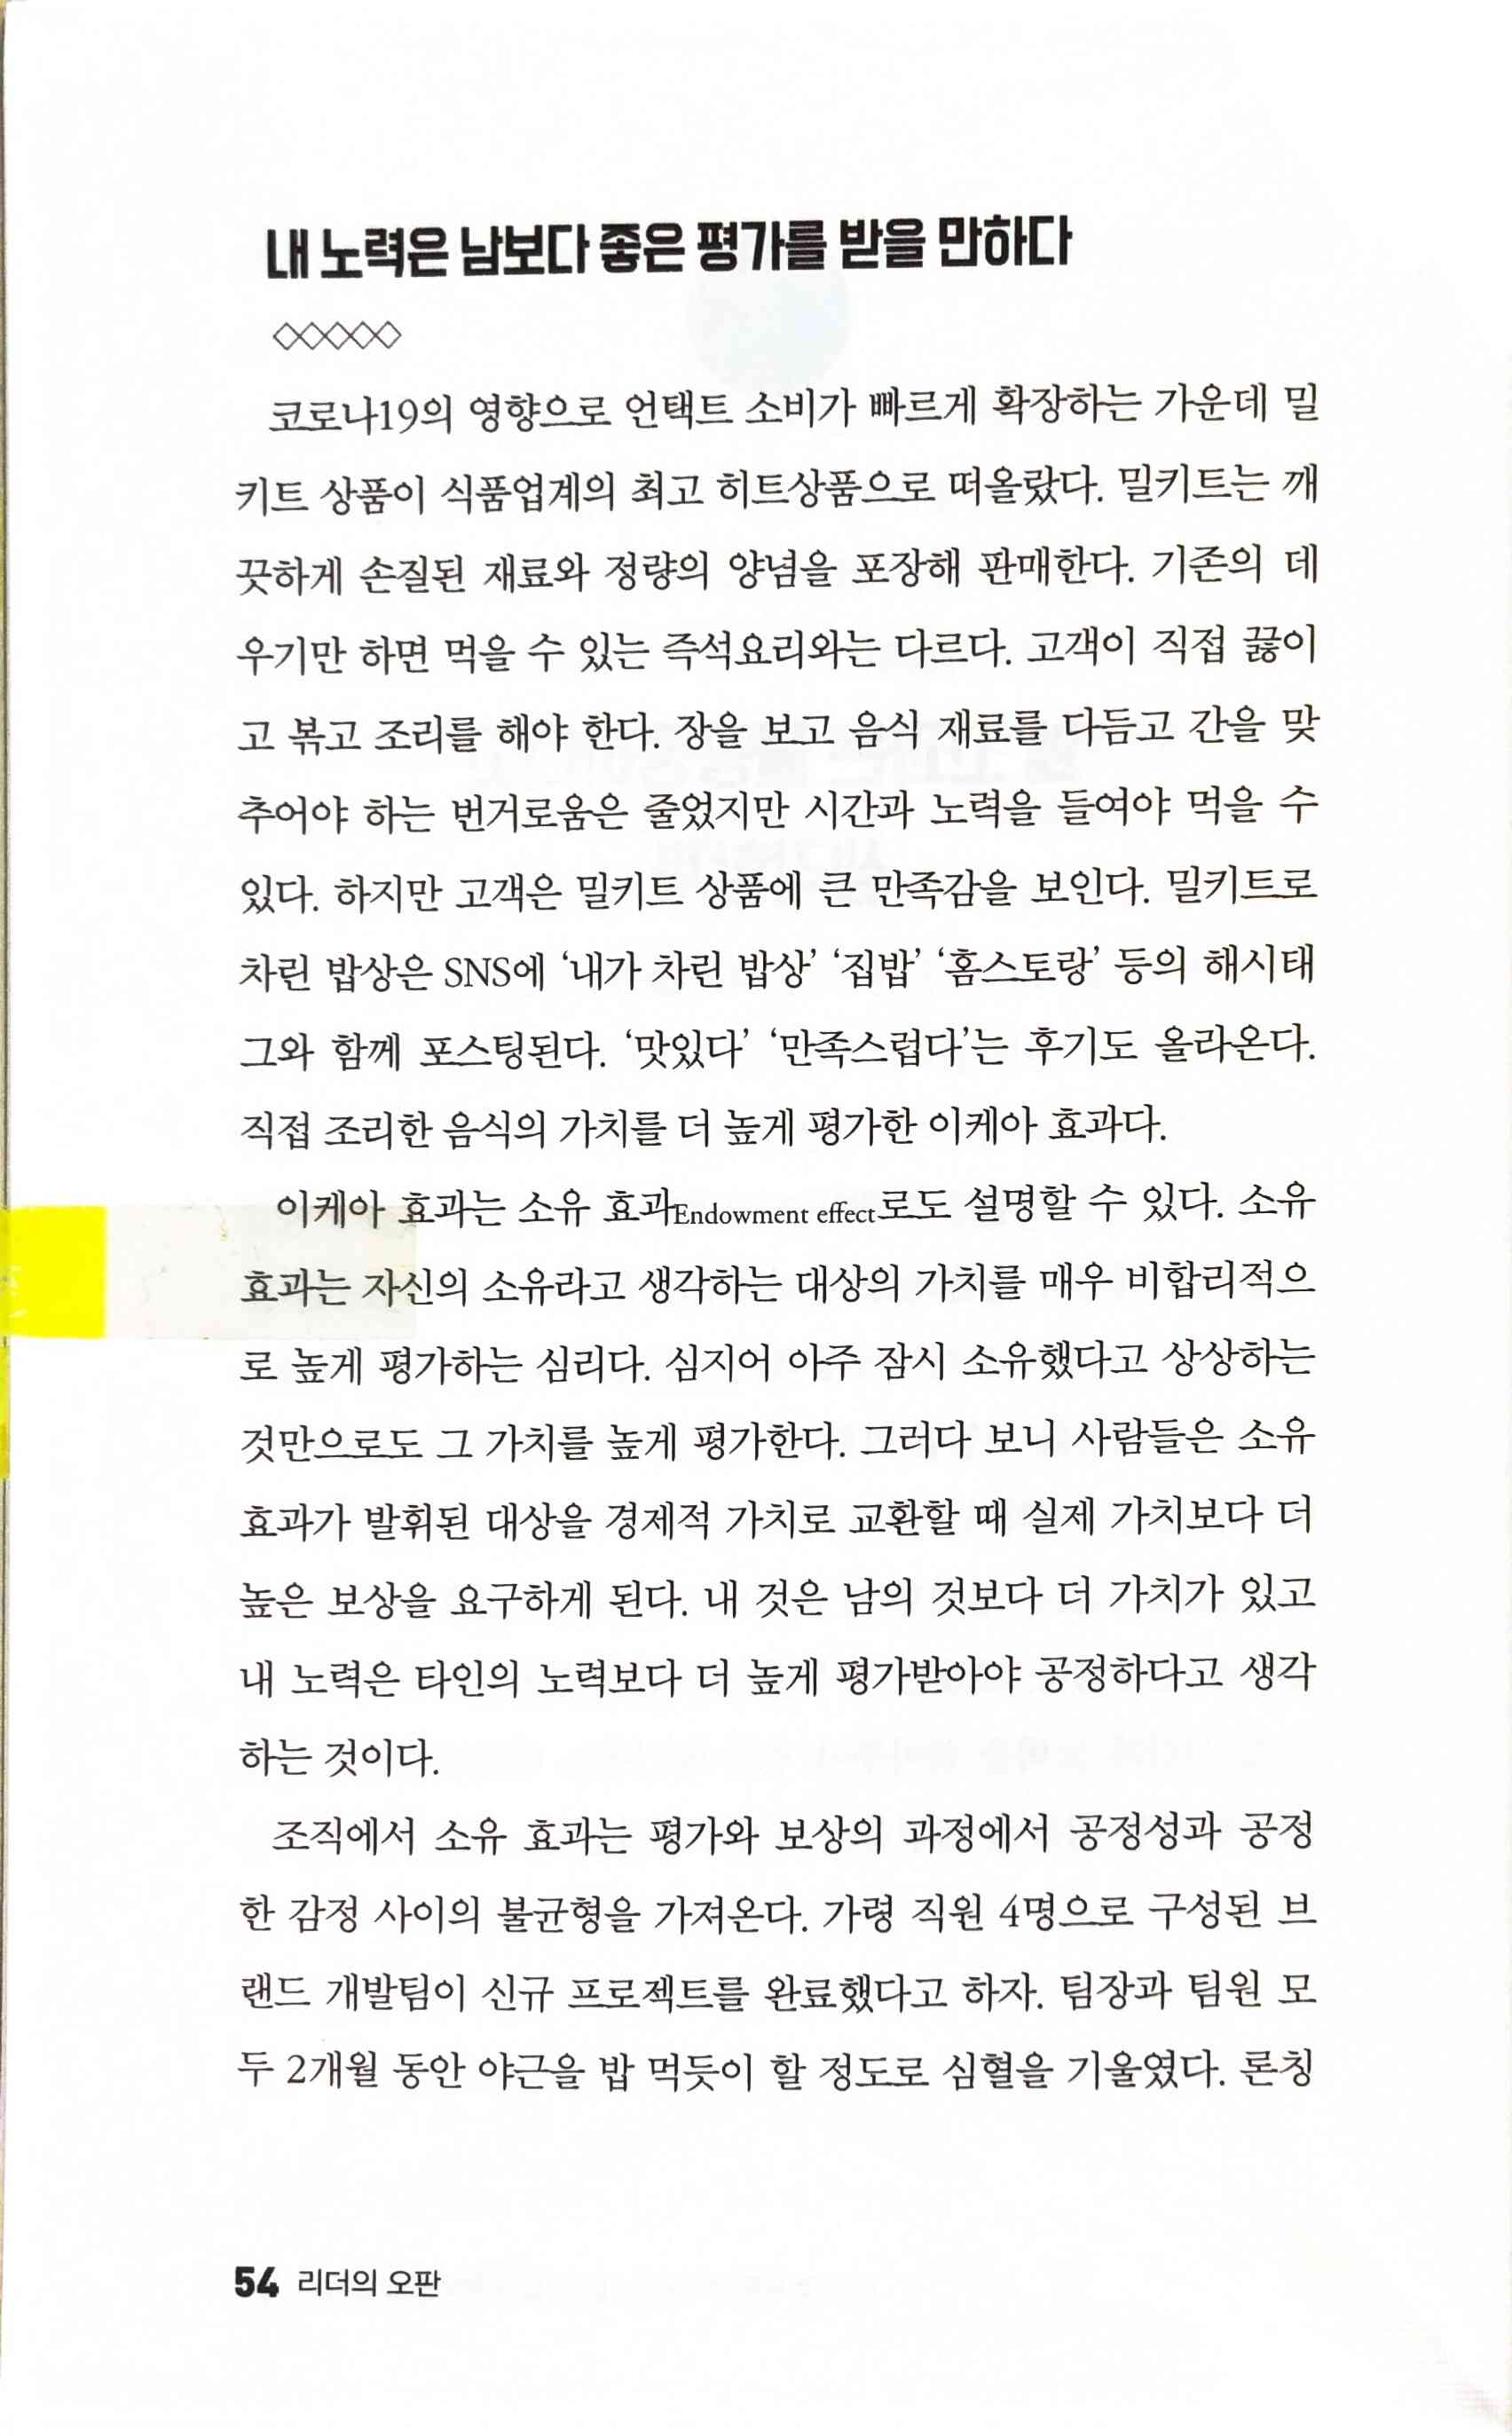 내 노력은 남보다 좋은 평가를 받을 만하다
코로나19의 영향으로 언택트 소비가 빠르게 확장하는 가운데 밀
키트 상품이 식품업계의 최고 히트상품으로 떠올랐다. 밀키트는 깨
끗하게 손질된 재료와 정량의 양념을 포장해 판매한다. 기존의 데
우기만 하면 먹을 수 있는 즉석요리와는 다르다. 고객이 직접 끓이
고 볶고 조리를 해야 한다. 장을 보고 음식 재료를 다듬고 간을 맞
추어야 하는 번거로움은 줄었지만 시간과 노력을 들여야 먹을 수
있다. 하지만 고객은 밀키트 상품에 큰 만족감을 보인다. 밀키트로
차린 밥상은 SNS에 ‘내가 차린 밥상’ ‘집밥’ ‘홈스토랑’ 등의 해시태
그와 함께 포스팅된다. ‘맛있다’ ‘만족스럽다’는 후기도 올라온다.
직접 조리한 음식의 가치를 더 높게 평가한 이케아 효과다.
이케아 효과는 소유 효과Endowment effect로도 설명할 수 있다. 소유
효과는 자신의 소유라고 생각하는 대상의 가치를 매우 비합리적으
로 높게 평가하는 심리다. 심지어 아주 잠시 소유했다고 상상하는
것만으로도 그 가치를 높게 평가한다. 그러다 보니 사람들은 소유
효과가 발휘된 대상을 경제적 가치로 교환할 때 실제 가치보다 더
높은 보상을 요구하게 된다. 내 것은 남의 것보다 더 가치가 있고
내 노력은 타인의 노력보다 더 높게 평가받아야 공정하다고 생각
하는 것이다.
조직에서 소유 효과는 평가와 보상의 과정에서 공정성과 공정
한 감정 사이의 불균형을 가져온다. 가령 직원 4명으로 구성된 브
랜드 개발팀이 신규 프로젝트를 완료했다고 하자. 팀장과 팀원 모
두 2개월 동안 야근을 밥 먹듯이 할 정도로 심혈을 기울였다. 론칭
54 리더의 오판